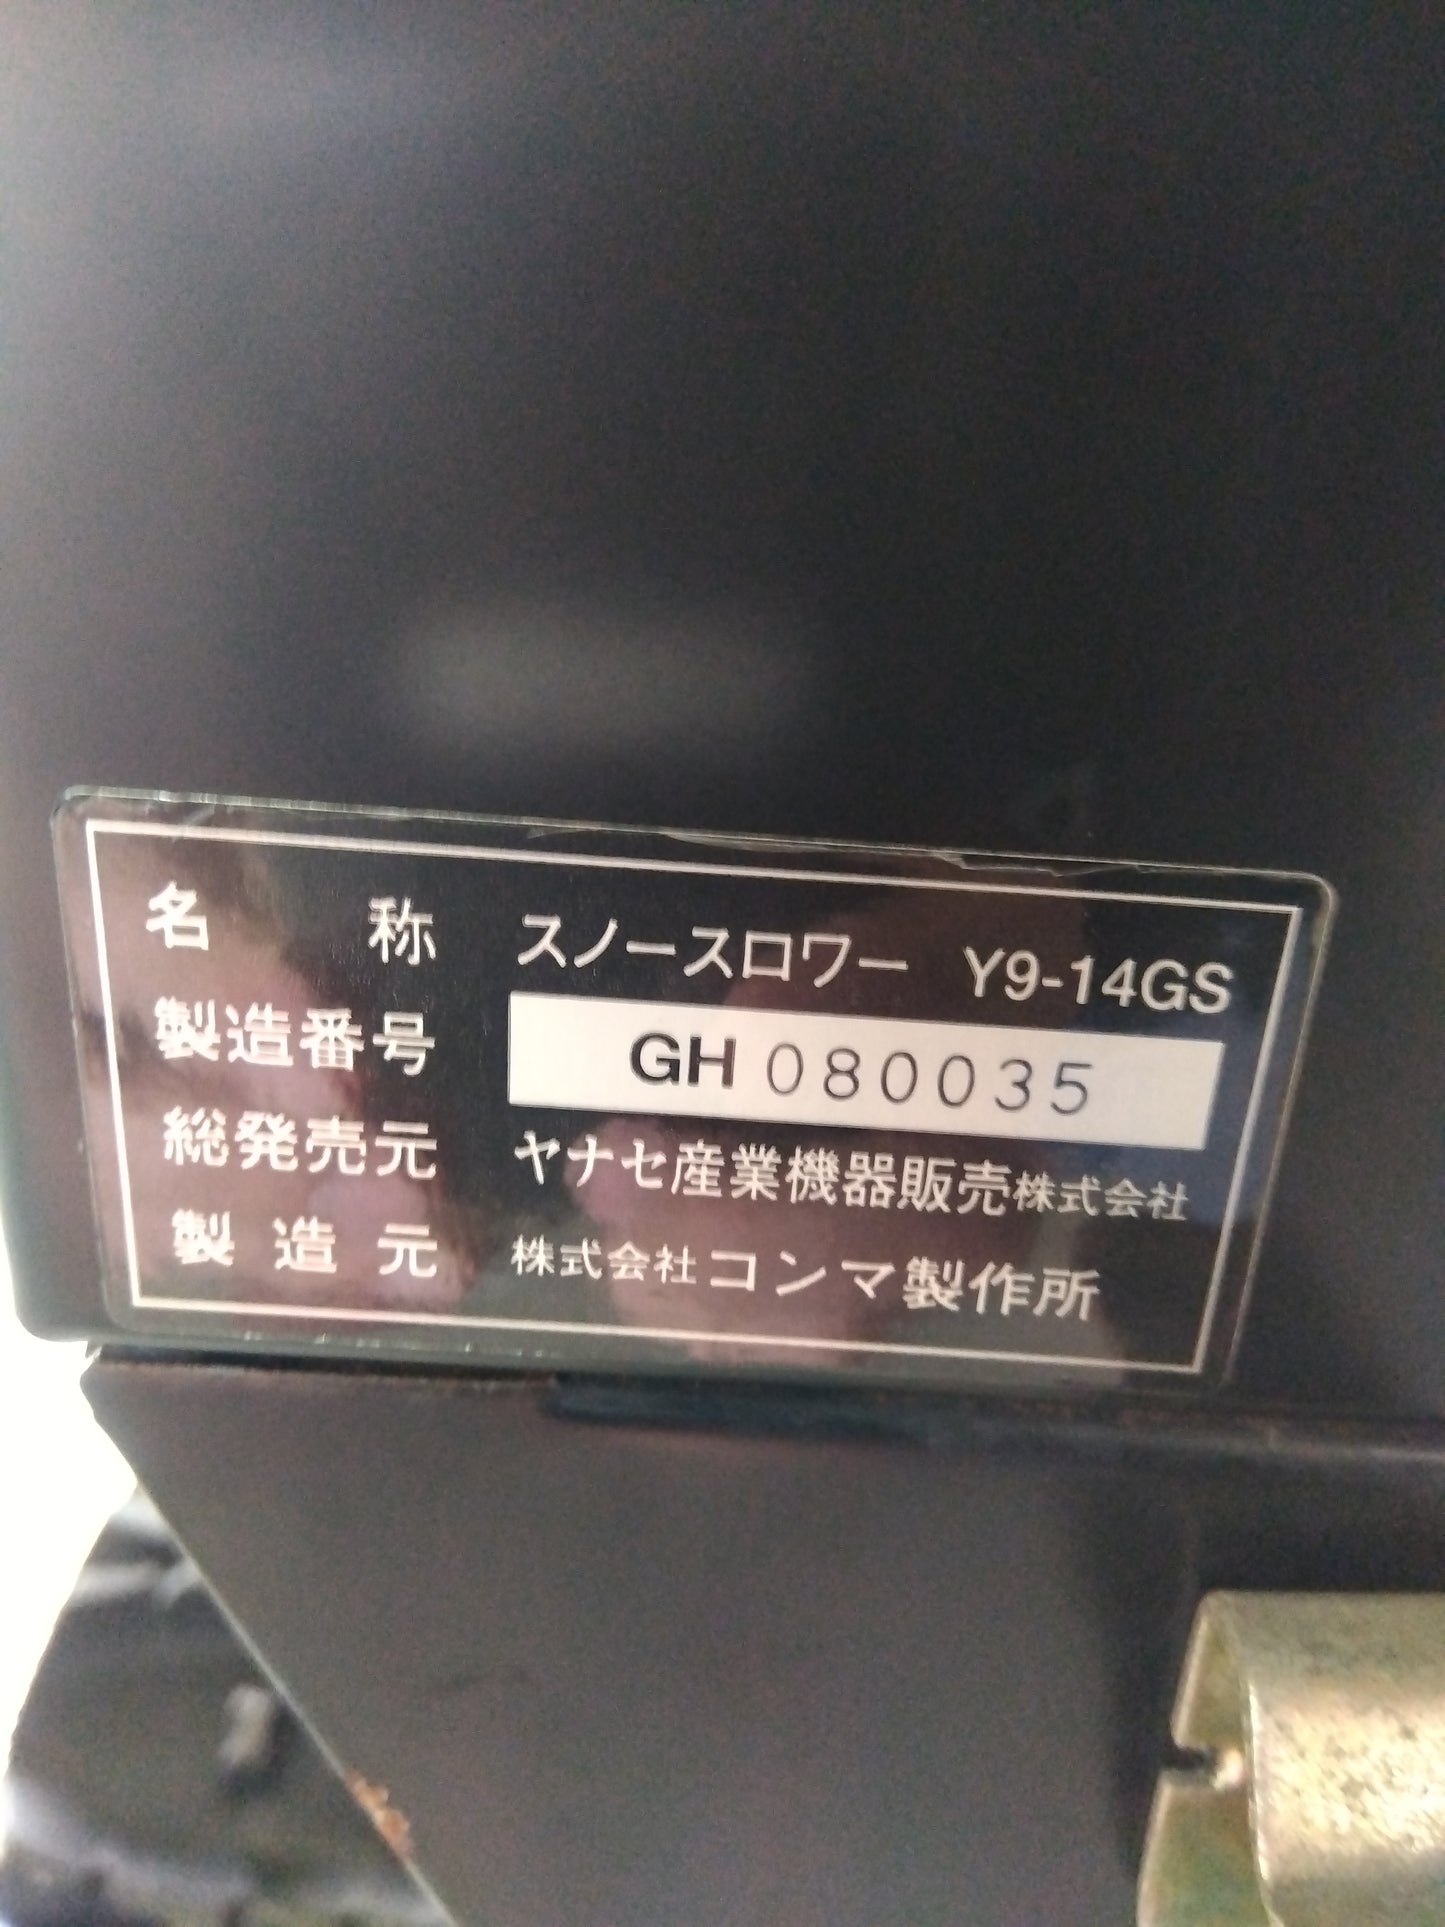 名称 スノースロワー Y9-14GS
製造番号 GH 080035
総発売元 ヤナセ産業機器販売株式会社
製造元 株式会社コンマ製作所